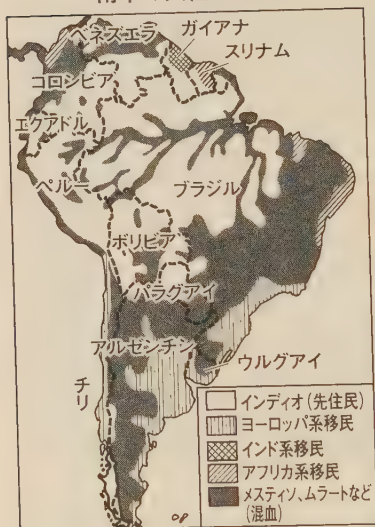 ベネズエラ
ガイアナ
スリナム
コロンビア
エクアドル
ペルー
ブラジル
ボリビア
パラグアイ
アルゼンチン
ウルグアイ
チリ
インディオ(先住民)
ヨーロッパ系移民
インド系移民
アフリカ系移民
メスティソ、ムラートなど
(混血)